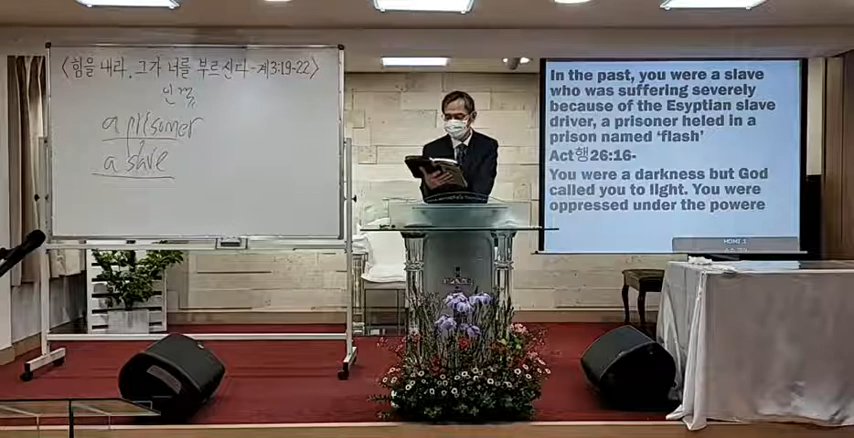 <힘을 내라. 그가 너를 부르신다 - 계3:19-22>
a prisoner
a slave
In the past, you were a slave
who was suffering severely
because of the Esyptian slave
driver, a prisoner heled in a
prison named 'flash'
Act행26:16-
You were a darkness but God
called you to light. You were
oppressed under the powere
HDMI 1